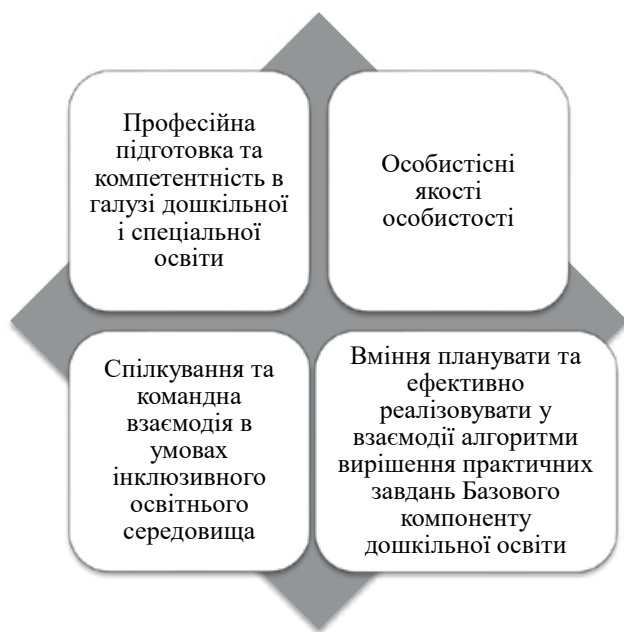 Професійна
підготовка та
компетентність в
галузі дошкільної
і спеціальної
освіти
Особистісні
якості
особистості
Спілкування та
командна
взаємодія в
умовах
інклюзивного
освітнього
середовища
Вміння планувати та
ефективно
реалізовувати у
взаємодії алгоритми
вирішення практичних
завдань Базового
компоненту
дошкільної освіти